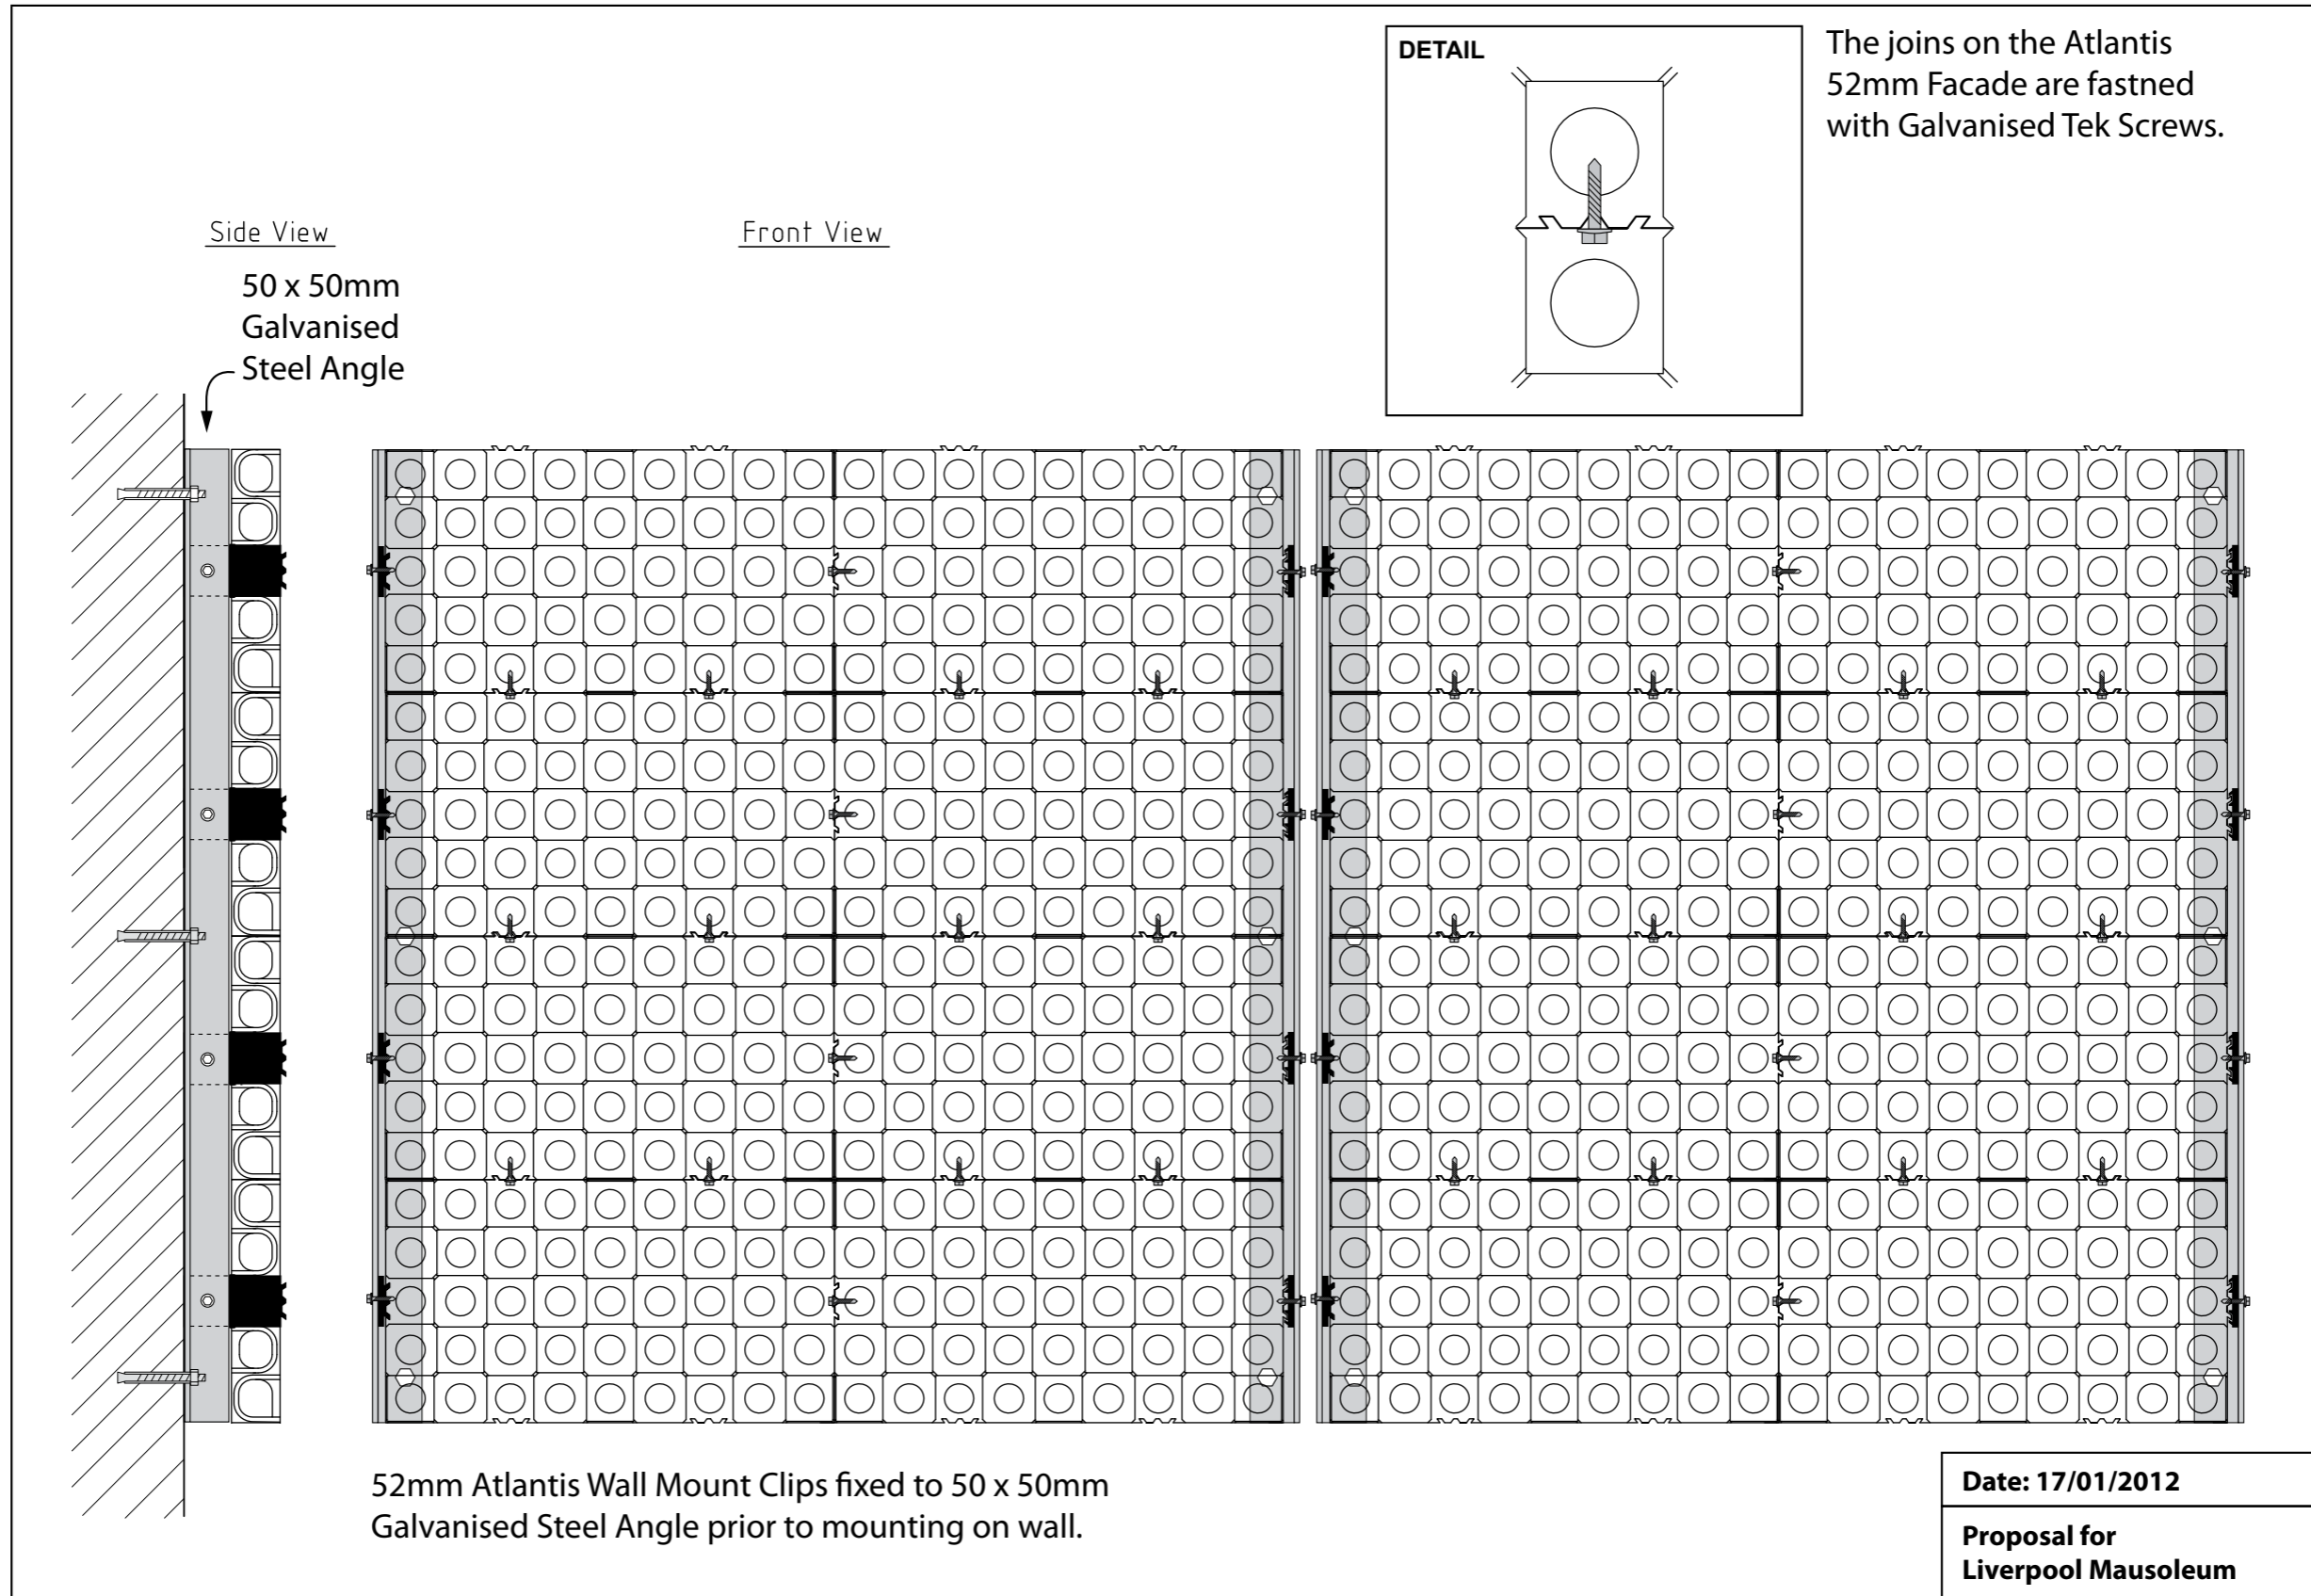 DETAIL
The joins on the Atlantis
52mm Facade are fastned
with Galvanised Tek Screws.
Side View
Front View
50 x 50mm
Galvanised
Steel Angle
52mm Atlantis Wall Mount Clips fixed to 50 x 50mm
Galvanised Steel Angle prior to mounting on wall.
Date: 17/01/2012
Proposal for
Liverpool Mausoleum